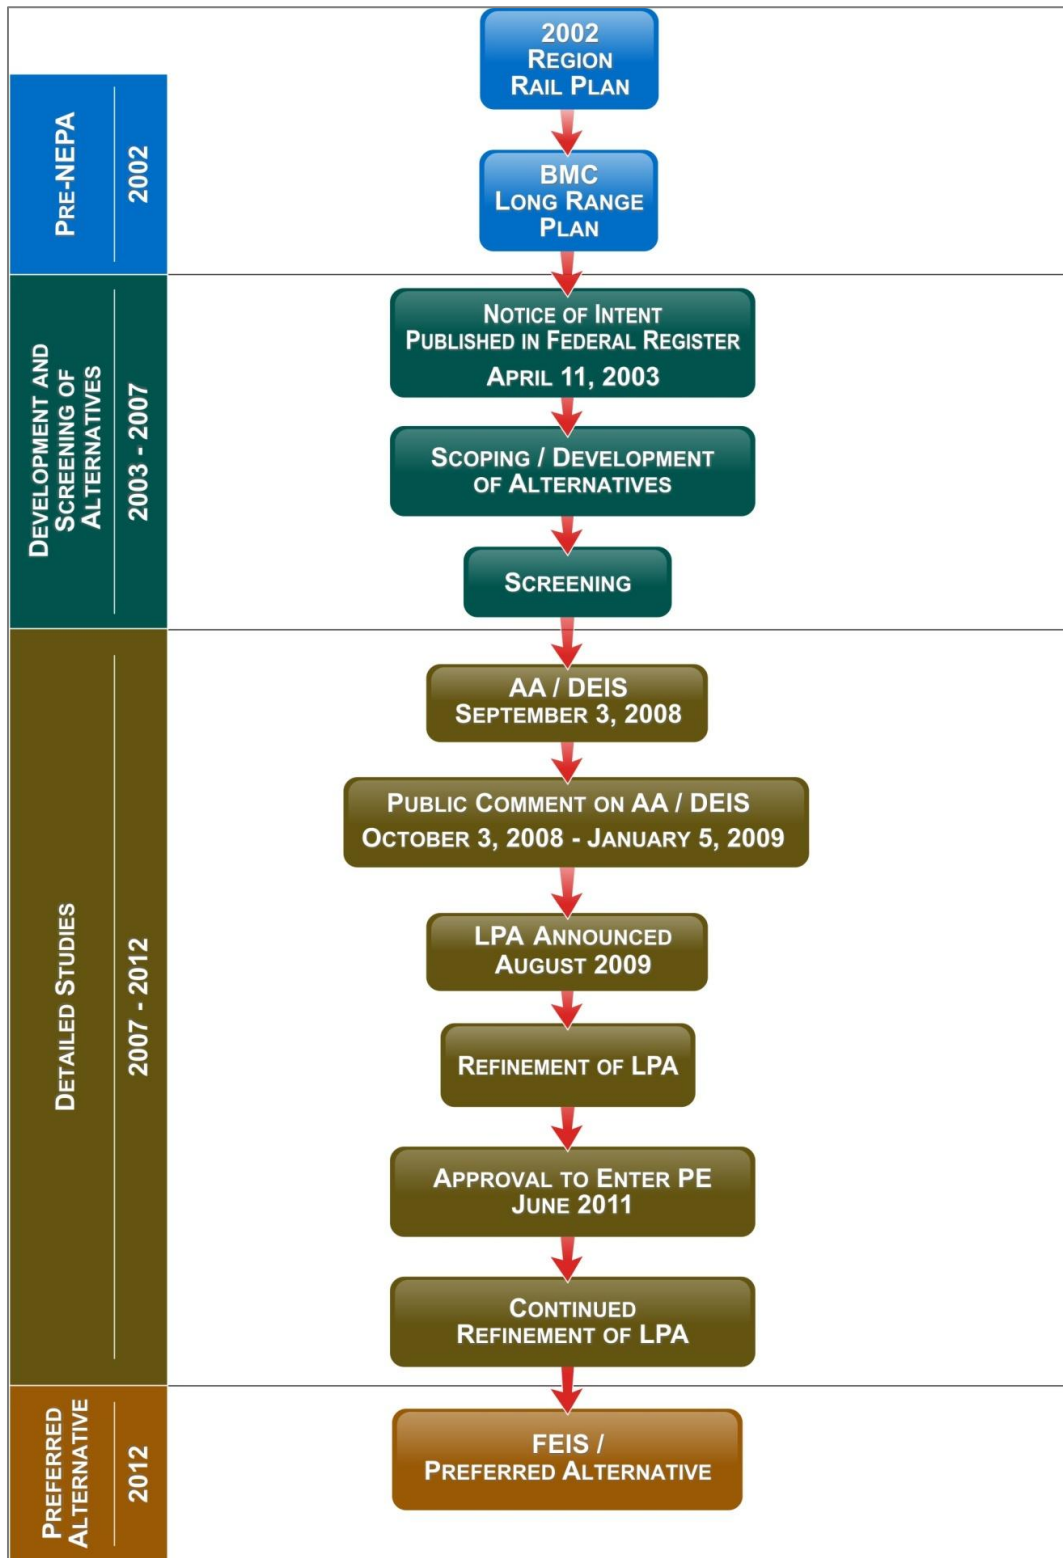 2002
REGION
RAIL PLAN
PRE-NEPA
2002
BMC
LONG RANGE
PLAN
DEVELOPMENT AND
SCREENING OF
ALTERNATIVES
2003 - 2007
NOTICE OF INTENT
PUBLISHED IN FEDERAL REGISTER
APRIL 11, 2003
SCOPING / DEVELOPMENT
OF ALTERNATIVES
SCREENING
DETAILED STUDIES
2007 - 2012
AA / DEIS
SEPTEMBER 3, 2008
PUBLIC COMMENT ON AA / DEIS
OCTOBER 3, 2008 - JANUARY 5, 2009
LPA ANNOUNCED
AUGUST 2009
REFINEMENT OF LPA
APPROVAL TO ENTER PE
JUNE 2011
CONTINUED
REFINEMENT OF LPA
PREFERRED
ALTERNATIVE
2012
FEIS /
PREFERRED ALTERNATIVE